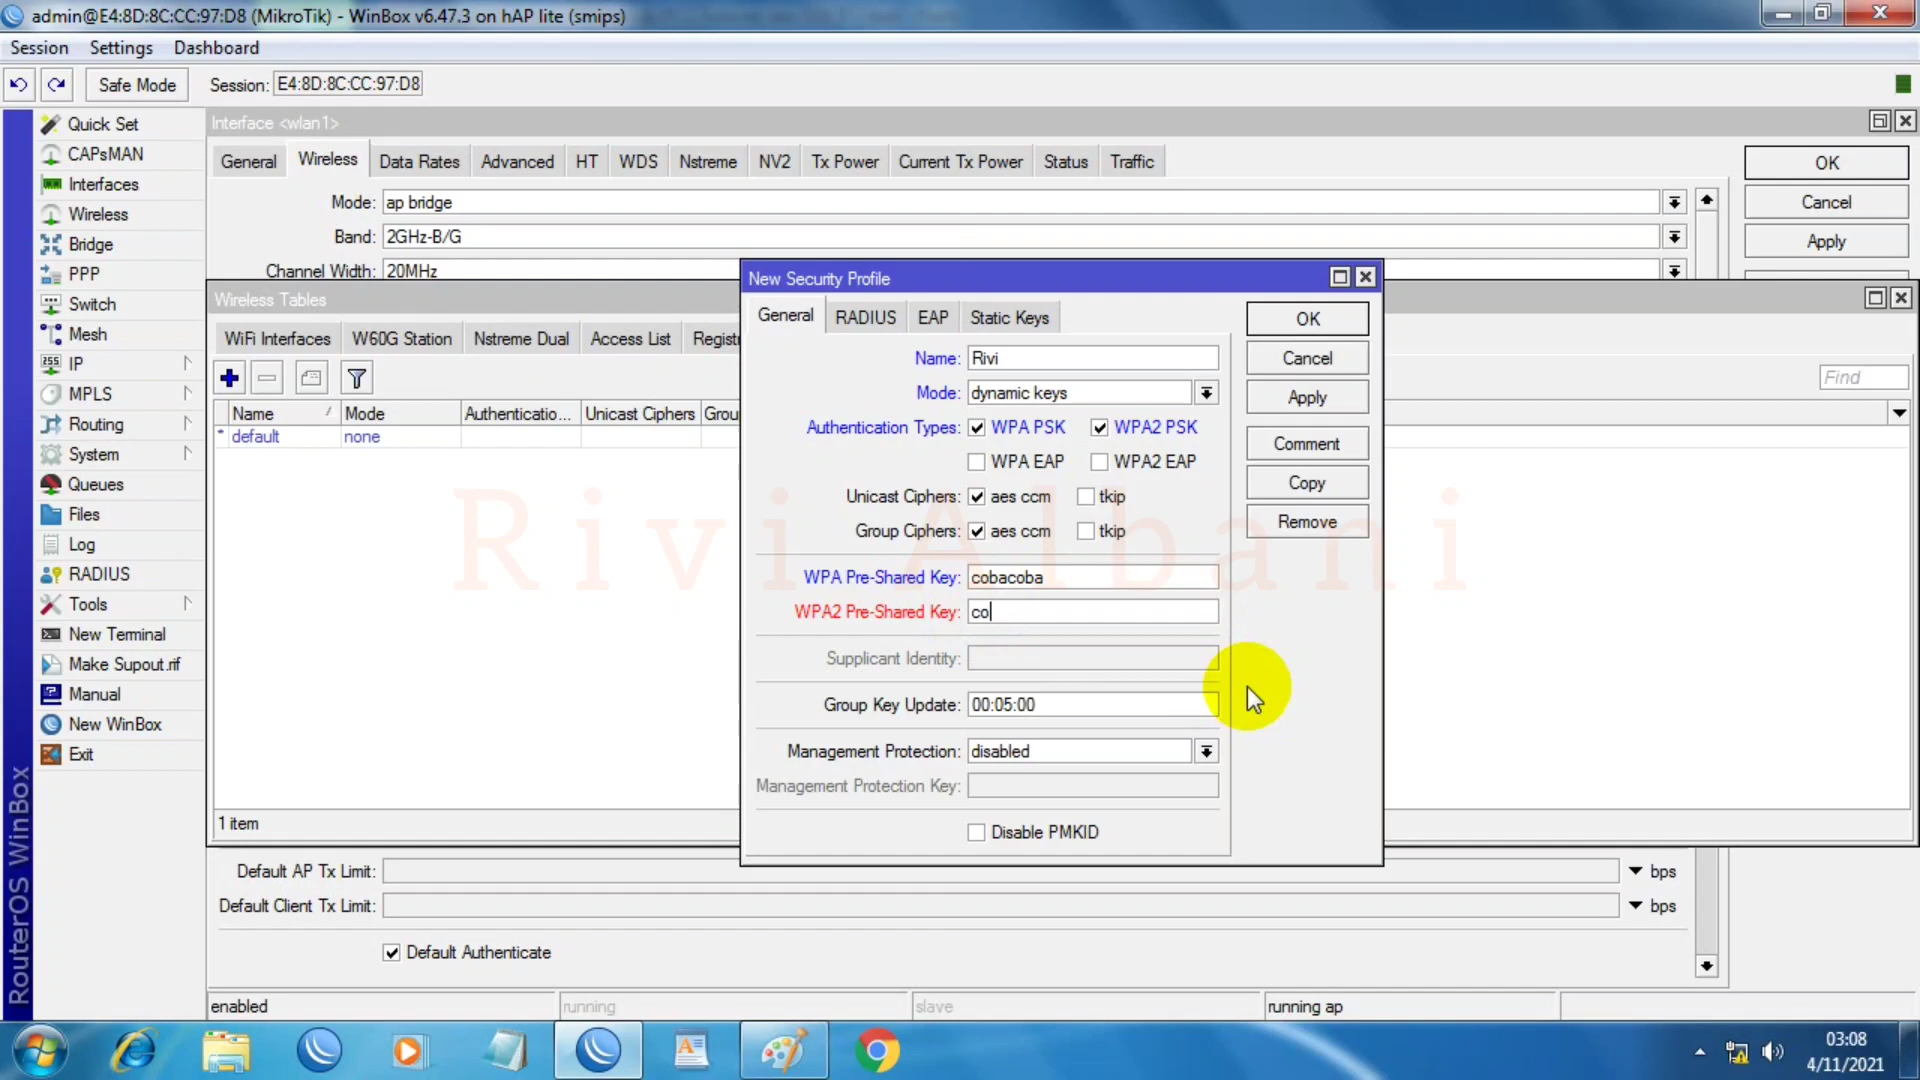 admin@E4:8D:8C:CC:97:D8 (MikroTik) - WinBox v6.47.3 on hAP lite (smips)
Session Settings Dashboard
Safe Mode Session: E4:8D:8C:CC:97:D8
Quick Set
CAPsMAN
Interfaces
Wireless
Bridge
PPP
Switch
Mesh
IP
MPLS
Routing
System
Queues
Files
Log
RADIUS
Tools
New Terminal
Make Supout.rif
Manual
New WinBox
Exit
RouterOS WinBox
Interface <wlan1>
General Wireless Data Rates Advanced HT WDS Nstreme NV2 Tx Power Current Tx Power Status Traffic
Mode: ap bridge
Band: 2GHz-B/G
Channel Width: 20MHz
OK
Cancel
Apply
Wireless Tables
WiFi Interfaces W60G Station Nstreme Dual Access List Registr
Find
Name Mode Authenticatio... Unicast Ciphers Grou
* default none
1 item
New Security Profile
General RADIUS EAP Static Keys
Name: Rivi
Mode: dynamic keys
Authentication Types: WPA PSK WPA2 PSK
WPA EAP WPA2 EAP
Unicast Ciphers: aes ccm tkip
Group Ciphers: aes ccm tkip
WPA Pre-Shared Key: cobacoba
WPA2 Pre-Shared Key: co
Supplicant Identity:
Group Key Update: 00:05:00
Management Protection: disabled
Management Protection Key:
Disable PMKID
OK
Cancel
Apply
Comment
Copy
Remove
Rivi Albani
Default AP Tx Limit: bps
Default Client Tx Limit: bps
Default Authenticate
enabled running slave running ap
03:08
4/11/2021